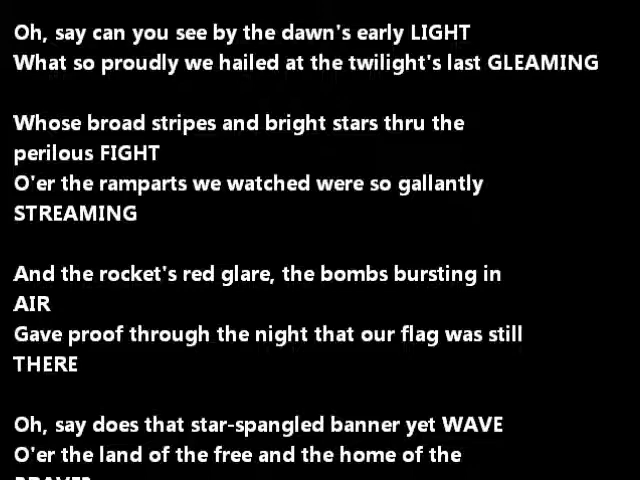 Oh, say can you see by the dawn's early LIGHT
What so proudly we hailed at the twilight's last GLEAMING
Whose broad stripes and bright stars thru the
perilous FIGHT
O'er the ramparts we watched were so gallantly
STREAMING
And the rocket's red glare, the bombs bursting in
AIR
Gave proof through the night that our flag was still
THERE
Oh, say does that star-spangled banner yet WAVE
O'er the land of the free and the home of the